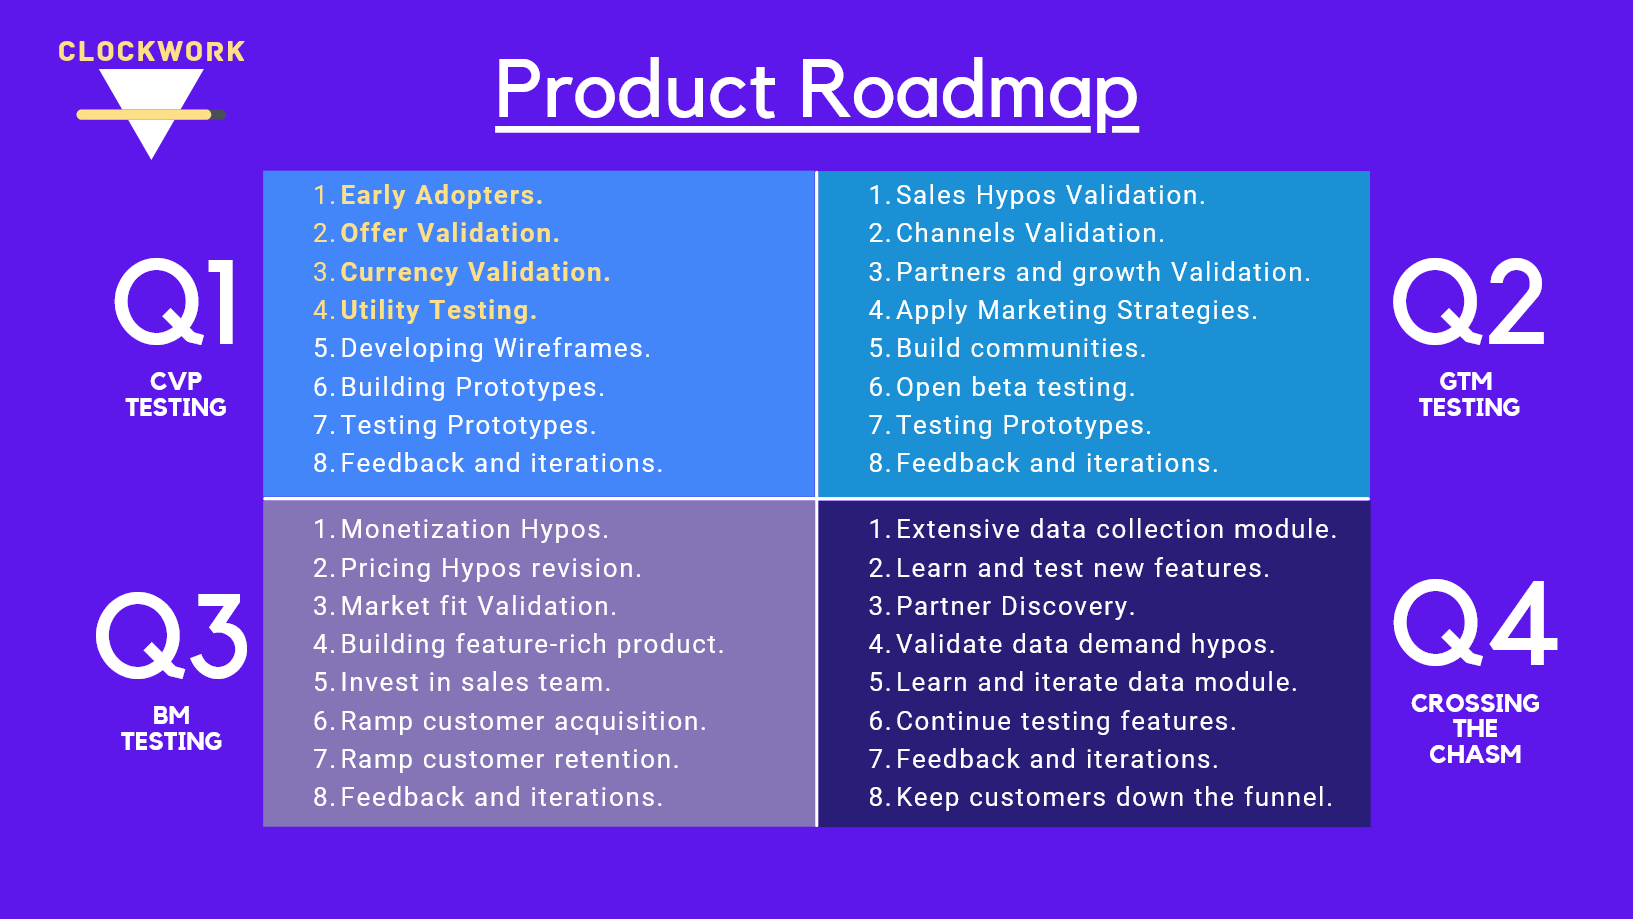 CLOCKWORK
Product Roadmap
Q1
CVP
TESTING
1. Early Adopters.
2. Offer Validation.
3. Currency Validation.
4. Utility Testing.
5. Developing Wireframes.
6. Building Prototypes.
7. Testing Prototypes.
8. Feedback and iterations.
1. Sales Hypos Validation.
2. Channels Validation.
3. Partners and growth Validation.
4. Apply Marketing Strategies.
5. Build communities.
6. Open beta testing.
7. Testing Prototypes.
8. Feedback and iterations.
Q2
GTM
TESTING
Q3
BM
TESTING
1. Monetization Hypos.
2. Pricing Hypos revision.
3. Market fit Validation.
4. Building feature-rich product.
5. Invest in sales team.
6. Ramp customer acquisition.
7. Ramp customer retention.
8. Feedback and iterations.
1. Extensive data collection module.
2. Learn and test new features.
3. Partner Discovery.
4. Validate data demand hypos.
5. Learn and iterate data module.
6. Continue testing features.
7. Feedback and iterations.
8. Keep customers down the funnel.
Q4
CROSSING
THE
CHASM